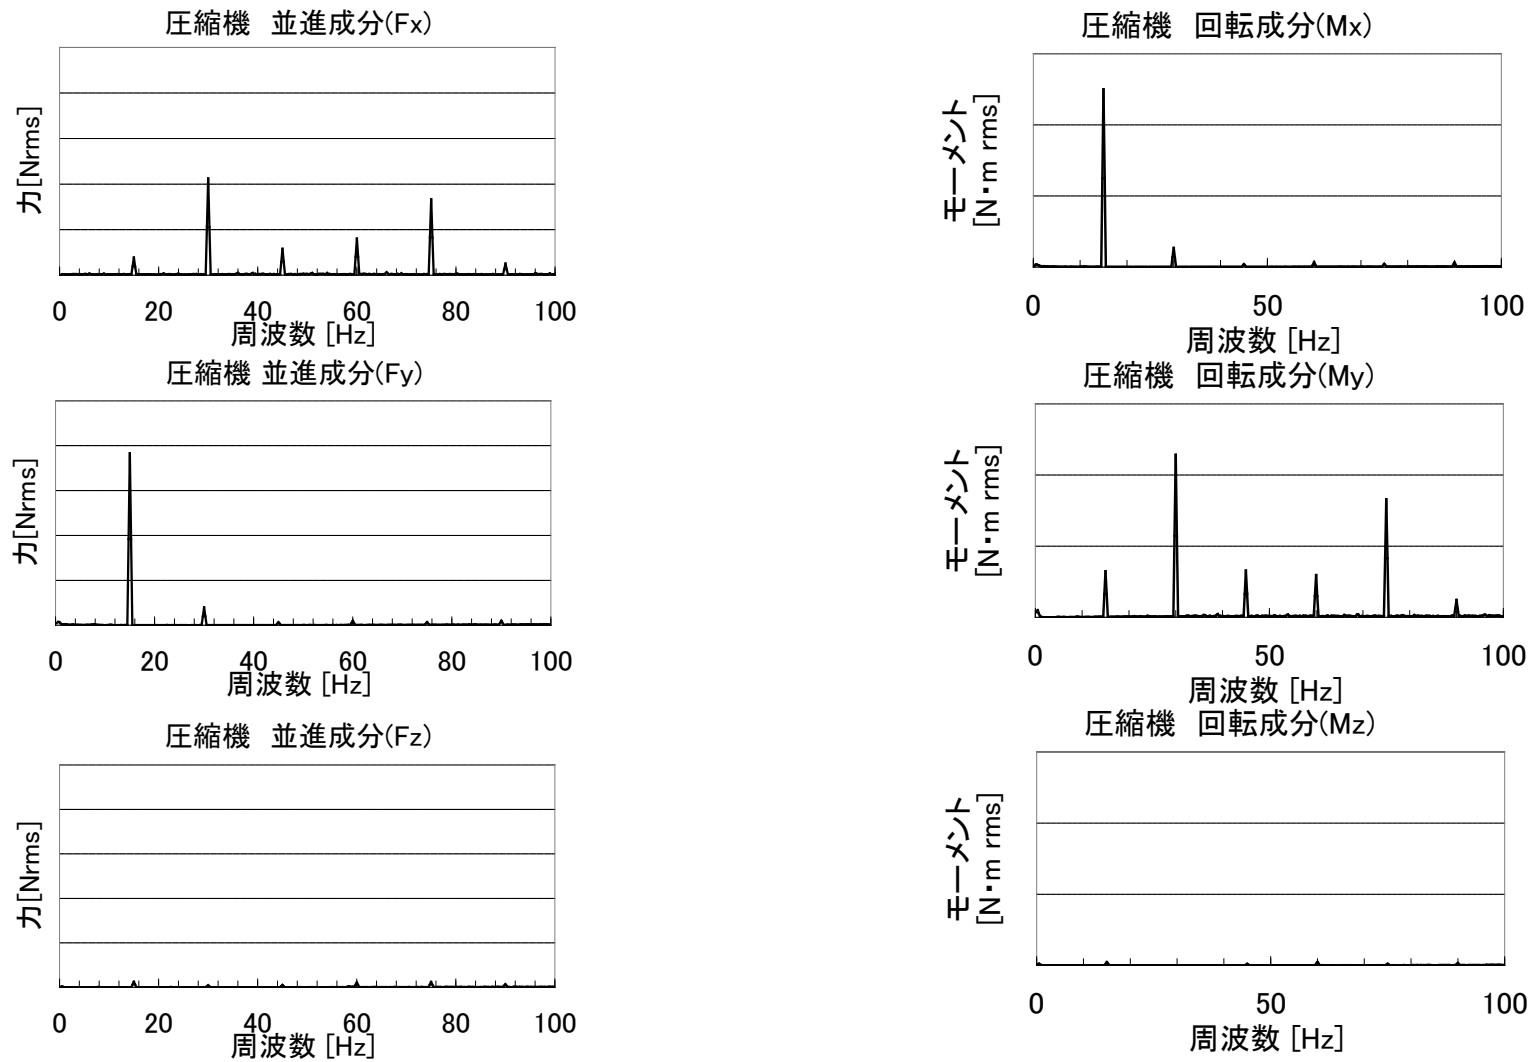 圧縮機　並進成分(Fx)
力[Nrms]
0 20 40 60 80 100
周波数 [Hz]
圧縮機 並進成分(Fy)
力[Nrms]
0 20 40 60 80 100
周波数 [Hz]
圧縮機　並進成分(Fz)
力[Nrms]
0 20 40 60 80 100
周波数 [Hz]
圧縮機　回転成分(Mx)
モーメント
[N・m rms]
0 50 100
周波数 [Hz]
圧縮機　回転成分(My)
モーメント
[N・m rms]
0 50 100
周波数 [Hz]
圧縮機　回転成分(Mz)
モーメント
[N・m rms]
0 50 100
周波数 [Hz]